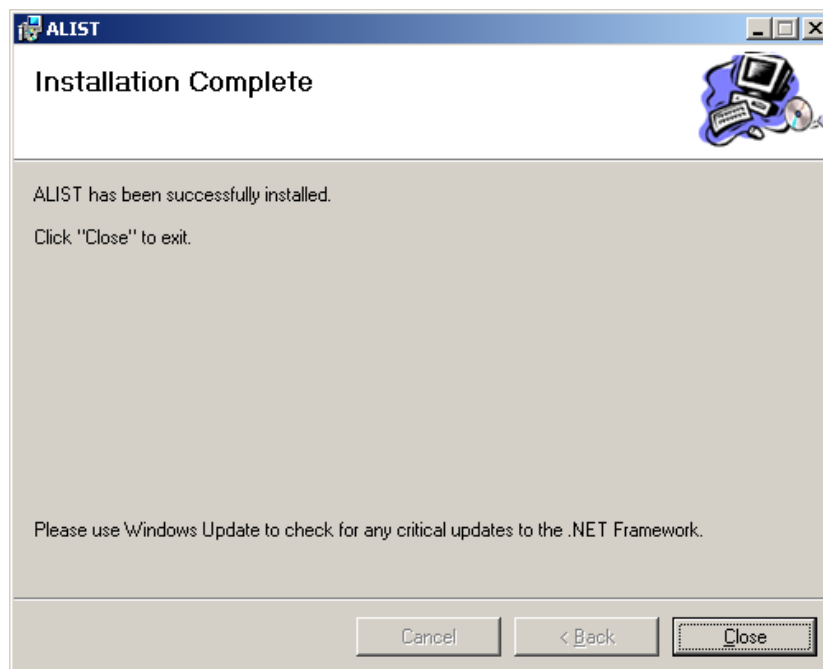 ALIST
Installation Complete
ALIST has been successfully installed.
Click "Close" to exit.
Please use Windows Update to check for any critical updates to the .NET Framework.
Cancel < Back Close